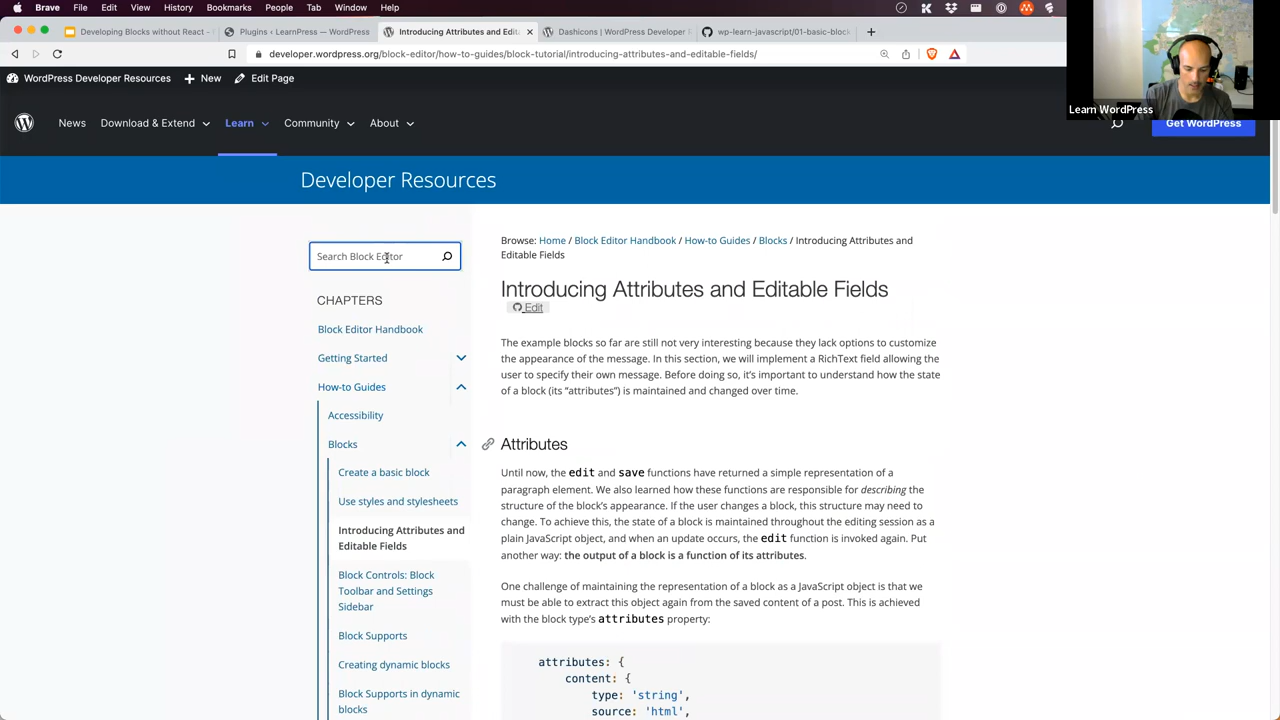 Brave File Edit View History Bookmarks People Tab Window Help
Developing Blocks without React -
Plugins ‹ LearnPress — WordPress
Introducing Attributes and Edit
Dashicons | WordPress Developer R
wp-learn-javascript/01-basic-block
developer.wordpress.org/block-editor/how-to-guides/block-tutorial/introducing-attributes-and-editable-fields/
WordPress Developer Resources New Edit Page
Learn WordPress
News Download & Extend Learn Community About
Get WordPress
Developer Resources
Search Block Editor
CHAPTERS
Block Editor Handbook
Getting Started
How-to Guides
Accessibility
Blocks
Create a basic block
Use styles and stylesheets
Introducing Attributes and
Editable Fields
Block Controls: Block
Toolbar and Settings
Sidebar
Block Supports
Creating dynamic blocks
Block Supports in dynamic
blocks
Browse: Home / Block Editor Handbook / How-to Guides / Blocks / Introducing Attributes and
Editable Fields
Introducing Attributes and Editable Fields
Edit
The example blocks so far are still not very interesting because they lack options to customize
the appearance of the message. In this section, we will implement a RichText field allowing the
user to specify their own message. Before doing so, it's important to understand how the state
of a block (its “attributes”) is maintained and changed over time.
Attributes
Until now, the edit and save functions have returned a simple representation of a
paragraph element. We also learned how these functions are responsible for describing the
structure of the block's appearance. If the user changes a block, this structure may need to
change. To achieve this, the state of a block is maintained throughout the editing session as a
plain JavaScript object, and when an update occurs, the edit function is invoked again. Put
another way: the output of a block is a function of its attributes.
One challenge of maintaining the representation of a block as a JavaScript object is that we
must be able to extract this object again from the saved content of a post. This is achieved
with the block type's attributes property:
attributes: {
content: {
type: 'string',
source: 'html',